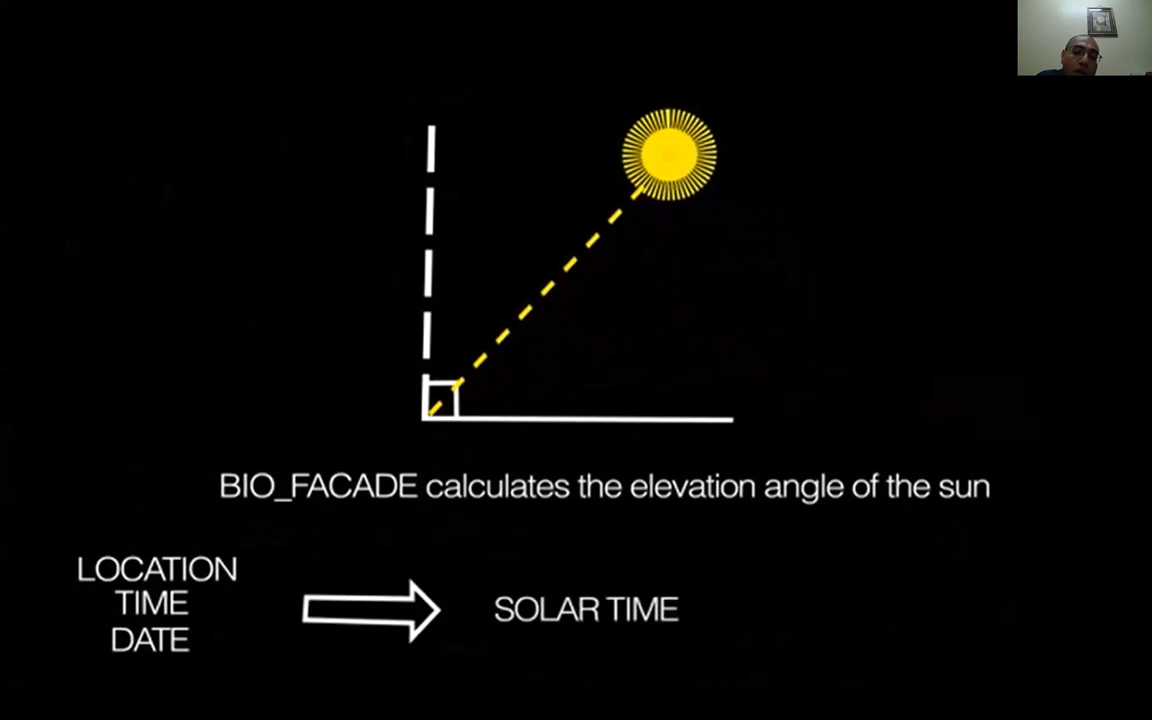 BIO_FACADE calculates the elevation angle of the sun
LOCATION
TIME
DATE
SOLAR TIME